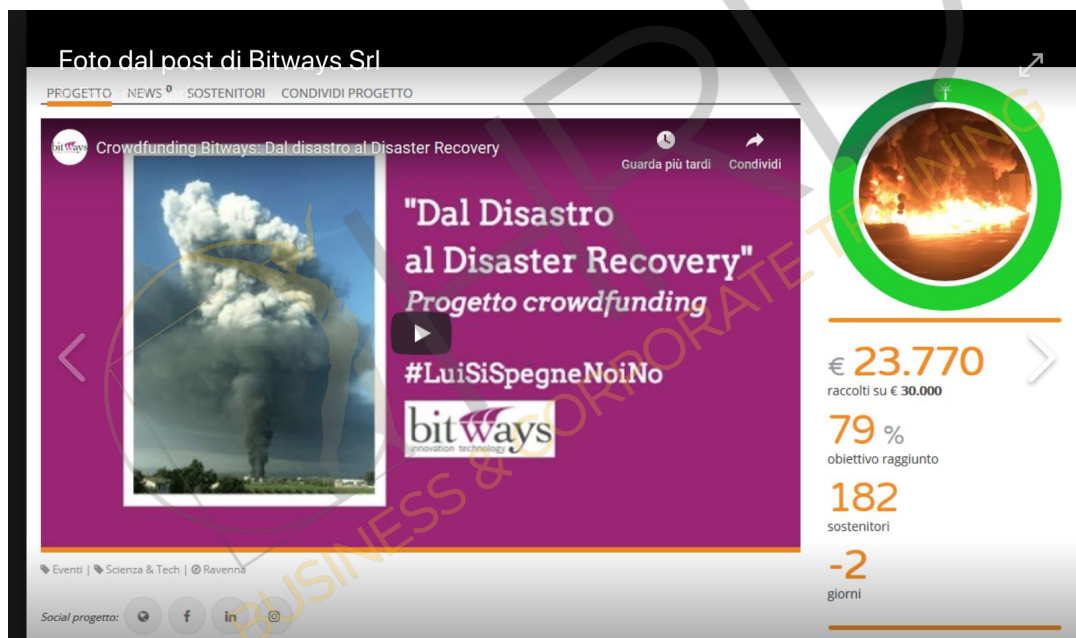 Foto dal post di Bitways Srl
PROGETTO NEWS 0 SOSTENITORI CONDIVIDI PROGETTO
bitways Crowdfunding Bitways: Dal disastro al Disaster Recovery
Guarda più tardi Condividi
"Dal Disastro
al Disaster Recovery"
Progetto crowdfunding
#LuiSiSpegneNoiNo
bitways
innovation technology
Eventi | Scienza & Tech | Ravenna
Social progetto:
€ 23.770
raccolti su € 30.000
79 %
obiettivo raggiunto
182
sostenitori
-2
giorni
HR
BUSINESS & CORPORATE TRAINING